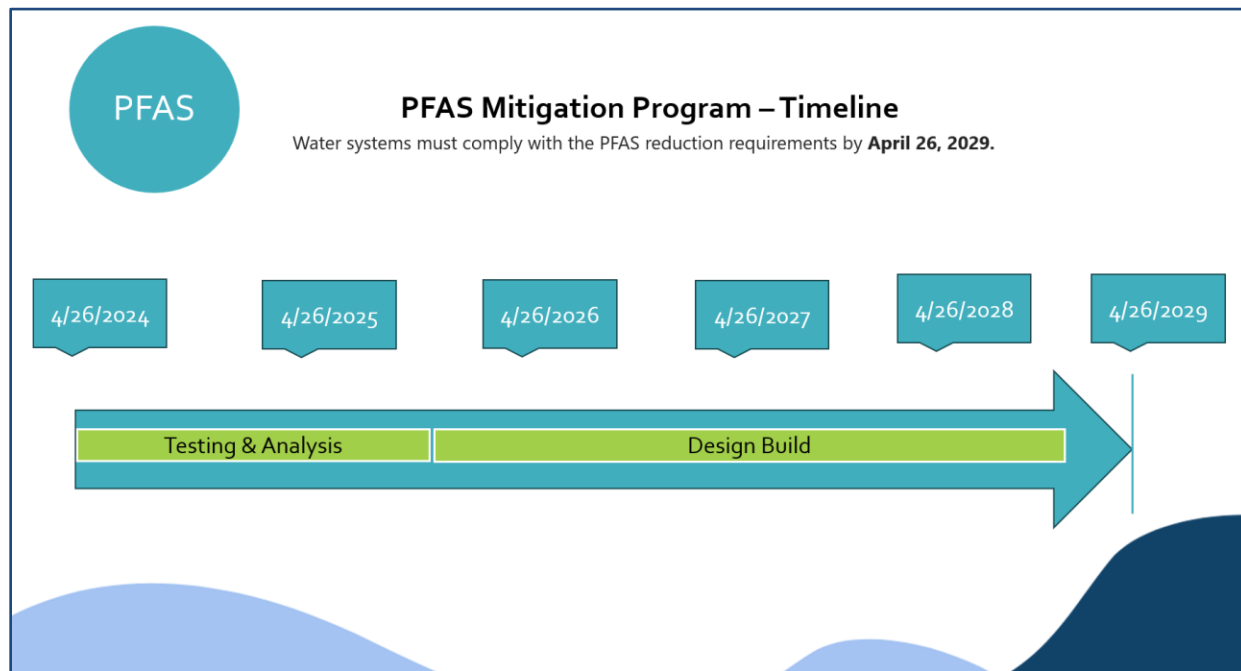 PFAS
PFAS Mitigation Program – Timeline
Water systems must comply with the PFAS reduction requirements by April 26, 2029.
4/26/2024
4/26/2025
4/26/2026
4/26/2027
4/26/2028
4/26/2029
Testing & Analysis
Design Build